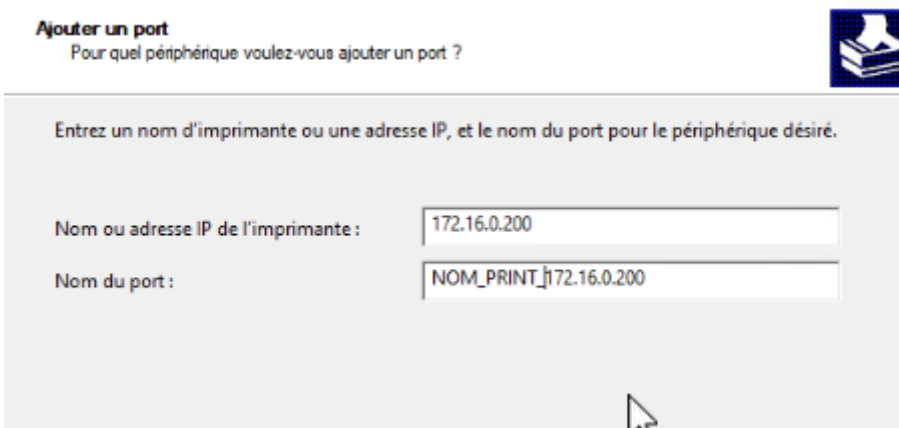 Ajouter un port
Pour quel périphérique voulez-vous ajouter un port ?
Entrez un nom d'imprimante ou une adresse IP, et le nom du port pour le périphérique désiré.
Nom ou adresse IP de l'imprimante : 172.16.0.200
Nom du port : NOM_PRINT_172.16.0.200